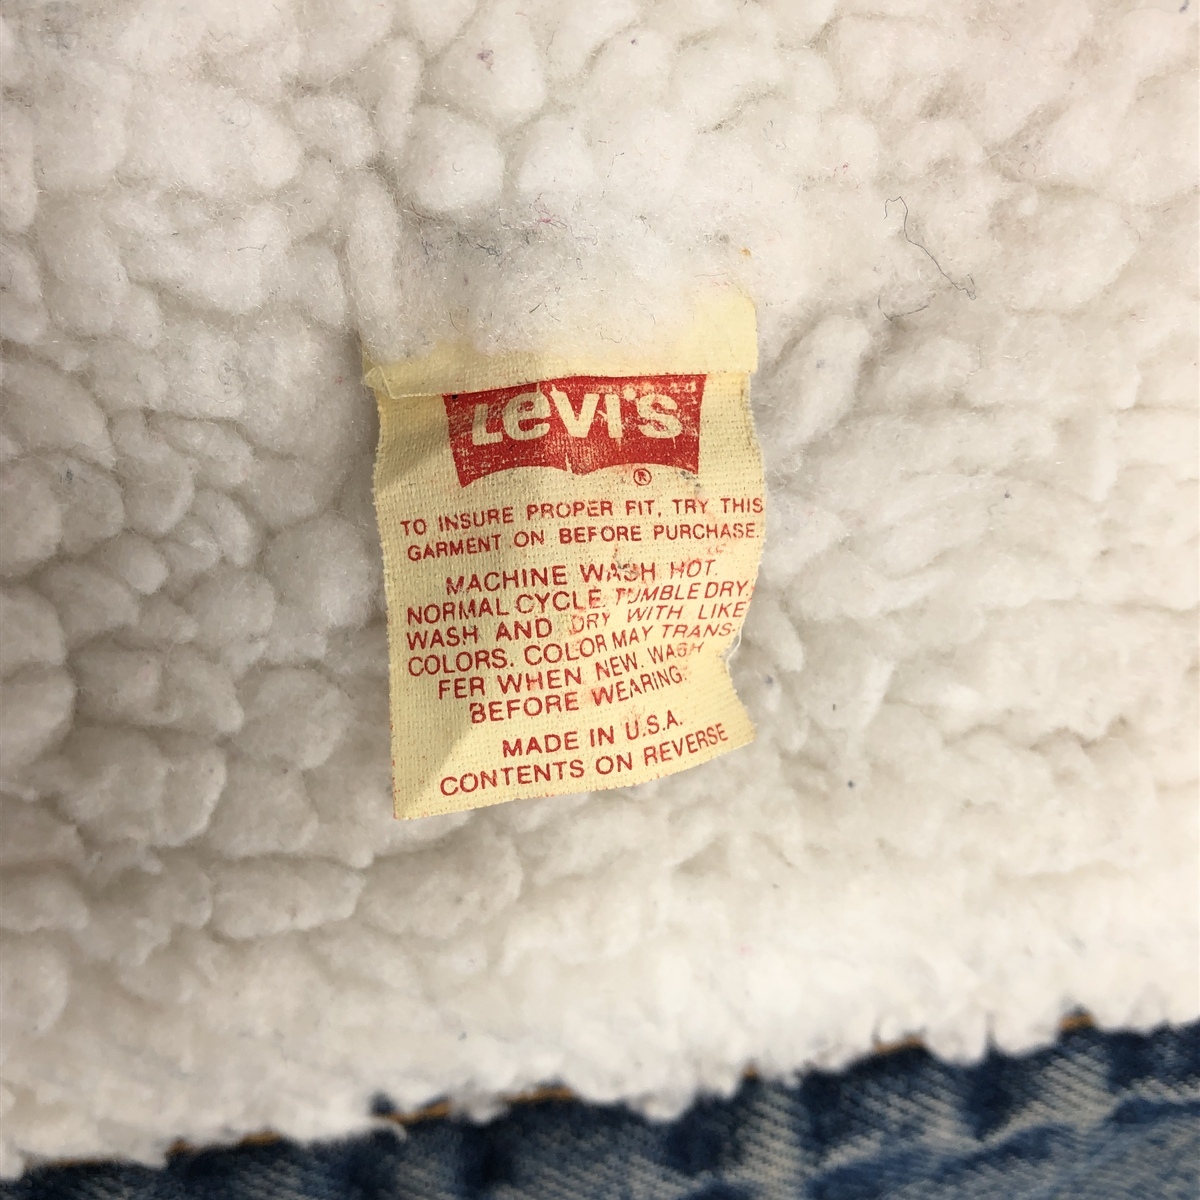 Levi's
®
TO INSURE PROPER FIT, TRY THIS
GARMENT ON BEFORE PURCHASE.
MACHINE WASH HOT.
NORMAL CYCLE. TUMBLE DRY.
WASH AND DRY WITH LIKE
COLORS. COLOR MAY TRANS-
FER WHEN NEW. WASH
BEFORE WEARING.
MADE IN U.S.A.
CONTENTS ON REVERSE